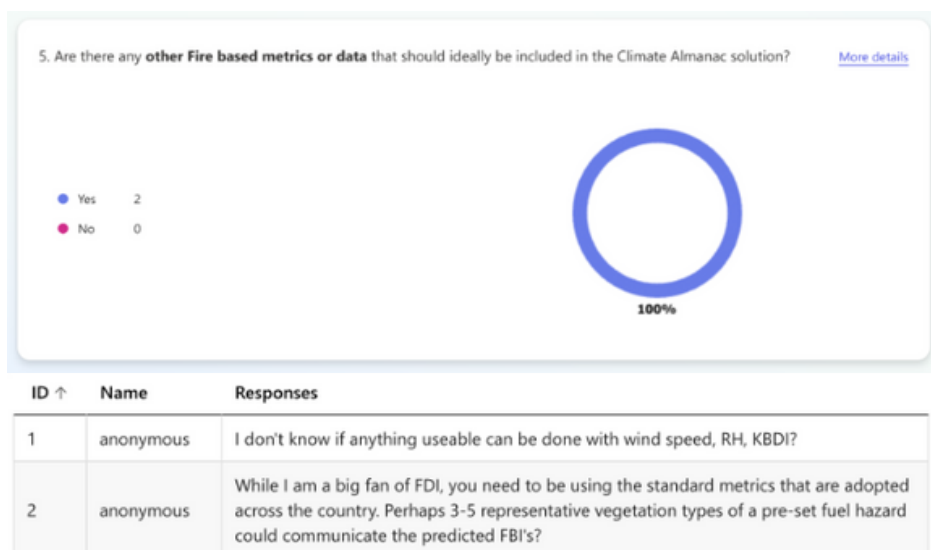 5. Are there any other Fire based metrics or data that should ideally be included in the Climate Almanac solution?
More details
Yes 2
No 0
100%
ID ↑ Name Responses
1 anonymous I don't know if anything useable can be done with wind speed, RH, KBDI?
While I am a big fan of FDI, you need to be using the standard metrics that are adopted
2 anonymous across the country. Perhaps 3-5 representative vegetation types of a pre-set fuel hazard
could communicate the predicted FBI's?